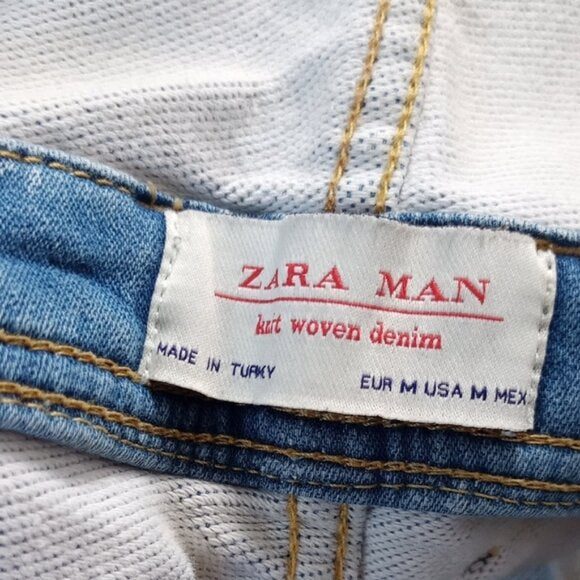 ZARA MAN
knit woven denim
MADE IN TURKY
EUR M USA M MEX